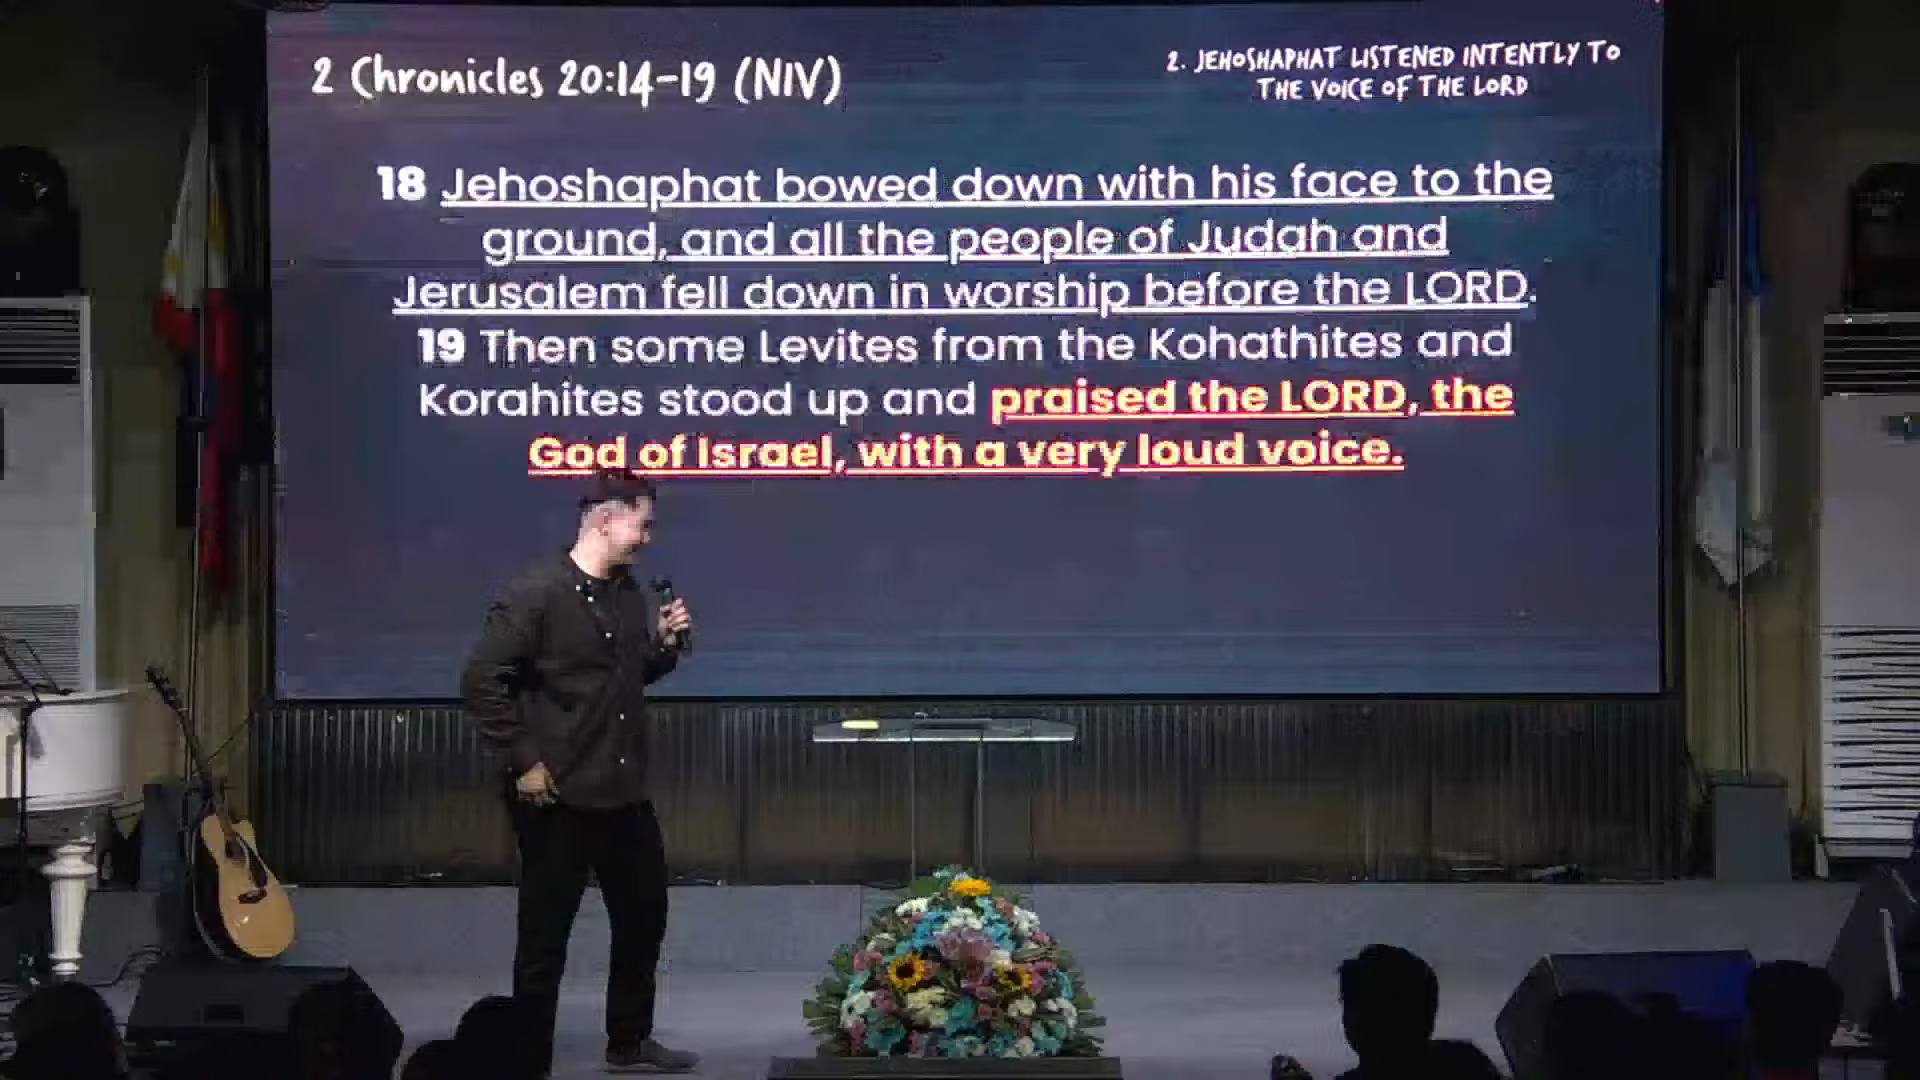 2 Chronicles 20:14-19 (NIV)
2. JEHOSHAPHAT LISTENED INTENTLY TO
THE VOICE OF THE LORD
18 Jehoshaphat bowed down with his face to the
ground, and all the people of Judah and
Jerusalem fell down in worship before the LORD.
19 Then some Levites from the Kohathites and
Korahites stood up and praised the LORD, the
God of Israel, with a very loud voice.